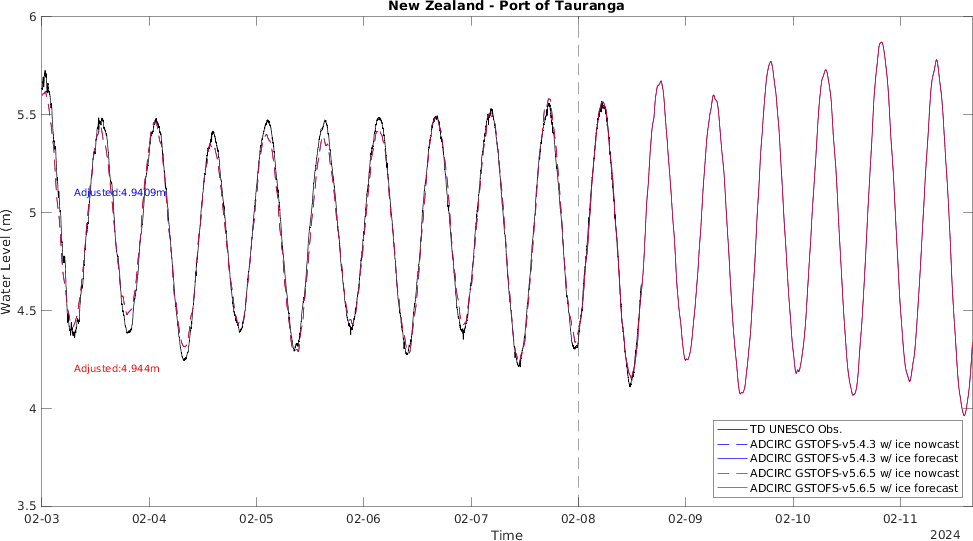 New Zealand - Port of Tauranga
6
5.5
5
4.5
4
3.5
Water Level (m)
Adjusted:4.9409m
Adjusted:4.944m
TD UNESCO Obs.
ADCIRC GSTOFS-v5.4.3 w/ ice nowcast
ADCIRC GSTOFS-v5.4.3 w/ ice forecast
ADCIRC GSTOFS-v5.6.5 w/ ice nowcast
ADCIRC GSTOFS-v5.6.5 w/ ice forecast
02-03 02-04 02-05 02-06 02-07 02-08 02-09 02-10 02-11
Time
2024